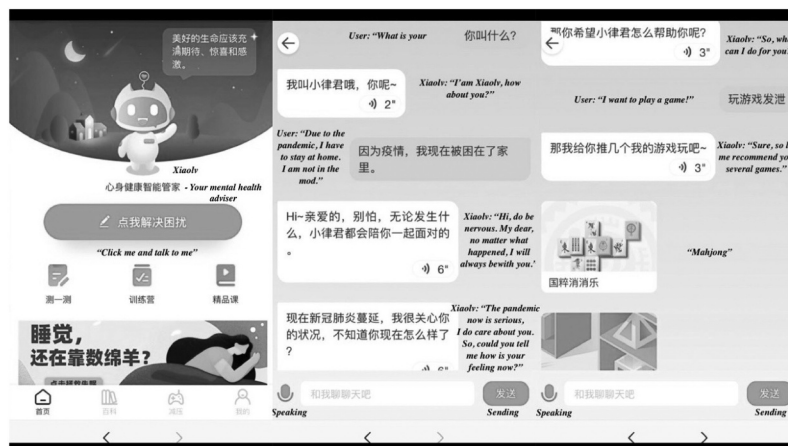 美好的生命应该充
满期待、惊喜和感
激。
Xiaolv
心身健康智能管家 - Your mental health
adviser
点我解决困扰
“Click me and talk to me”
测一测
训练营
精品课
睡觉,
还在靠数绵羊?
首页
百科
减压
我的
User: “What is your
你叫什么?
我叫小律君哦,你呢~
2"
Xiaolv: “I'am Xiaolv, how
about you?”
User: “Due to the
pandemic, I have
to stay at home.
I am not in the
mod.”
因为疫情,我现在被困在了家
里。
Hi~亲爱的,别怕,无论发生什
么,小律君都会陪你一起面对的
。
6"
Xiaolv: “Hi, do be
nervous. My dear,
no matter what
happened, I will
always bewith you.’
现在新冠肺炎蔓延,我很关心你
的状况,不知道你现在怎么样了
?
Xiaolv: “The pandemic
now is serious,
I do care about you.
So, could you tell
me how is your
feeling now?”
和我聊聊天吧
发送
Speaking
Sending
那你希望小律君怎么帮助你呢?
3"
Xiaolv: “So, wha
can I do for you
User: “I want to play a game!”
玩游戏发泄
那我给你推几个我的游戏玩吧~
3"
Xiaolv: “Sure, so l
me recommend yo
several games.”
国粹消消乐
“Mahjong”
和我聊聊天吧
发送
Speaking
Sending